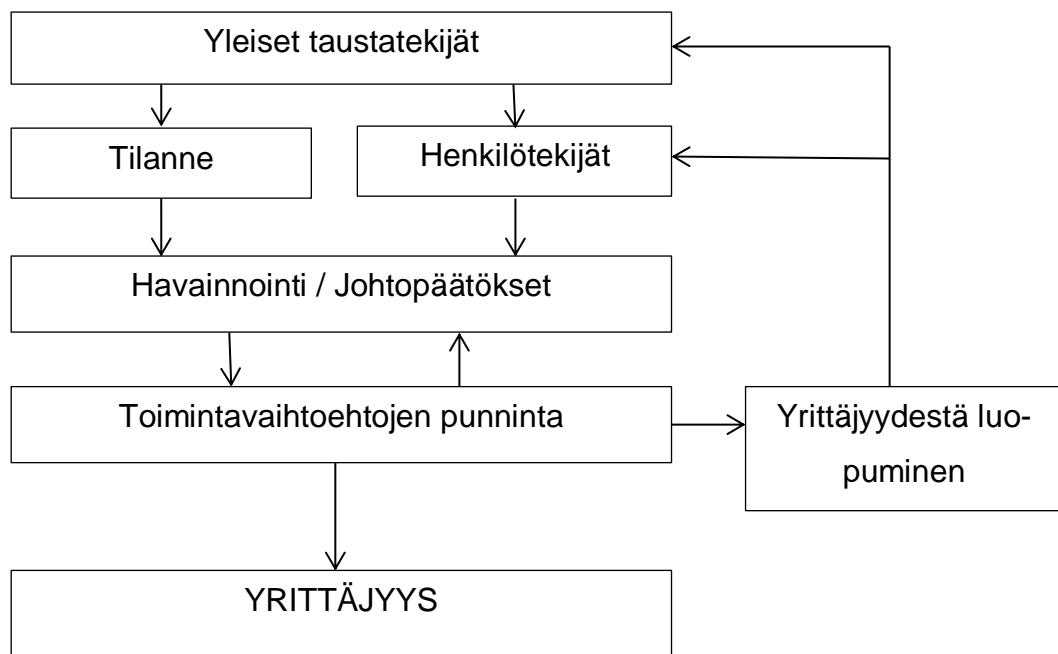 Yleiset taustatekijät
Tilanne
Henkilötekijät
Havainnointi / Johtopäätökset
Toimintavaihtoehtojen punninta
Yrittäjyydestä luo-
puminen
YRITTÄJYYS